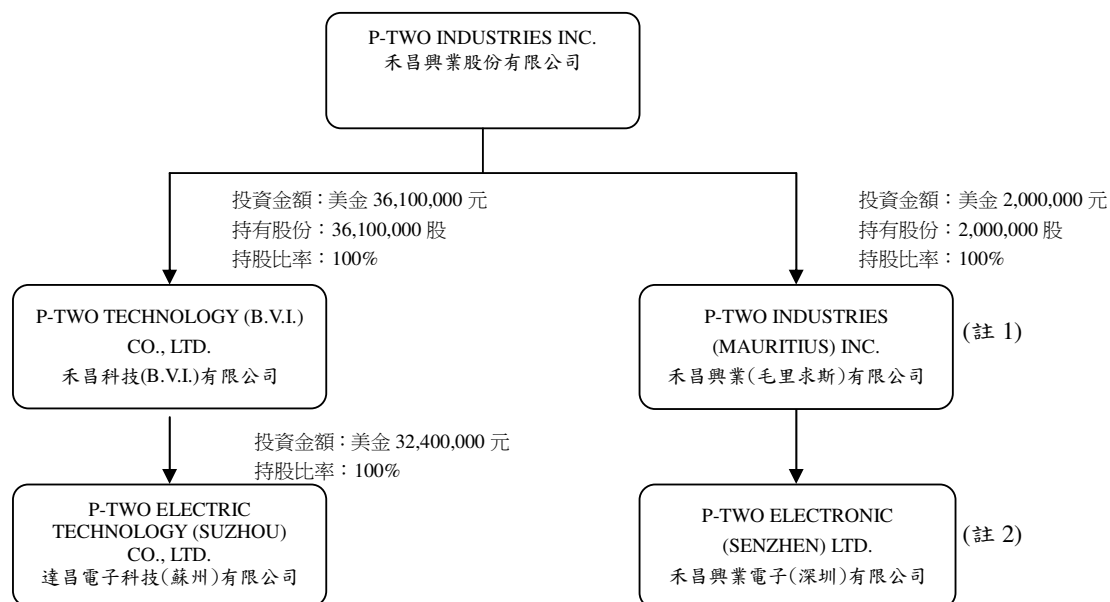 P-TWO INDUSTRIES INC.
禾昌興業股份有限公司
投資金額：美金 36,100,000 元
持有股份：36,100,000 股
持股比率：100%
投資金額：美金 2,000,000 元
持有股份：2,000,000 股
持股比率：100%
P-TWO TECHNOLOGY (B.V.I.)
CO., LTD.
禾昌科技(B.V.I.)有限公司
P-TWO INDUSTRIES
(MAURITIUS) INC.
禾昌興業(毛里求斯)有限公司
(註 1)
投資金額：美金 32,400,000 元
持股比率：100%
P-TWO ELECTRIC
TECHNOLOGY (SUZHOU)
CO., LTD.
達昌電子科技(蘇州)有限公司
P-TWO ELECTRONIC
(SENZHEN) LTD.
禾昌興業電子(深圳)有限公司
(註 2)